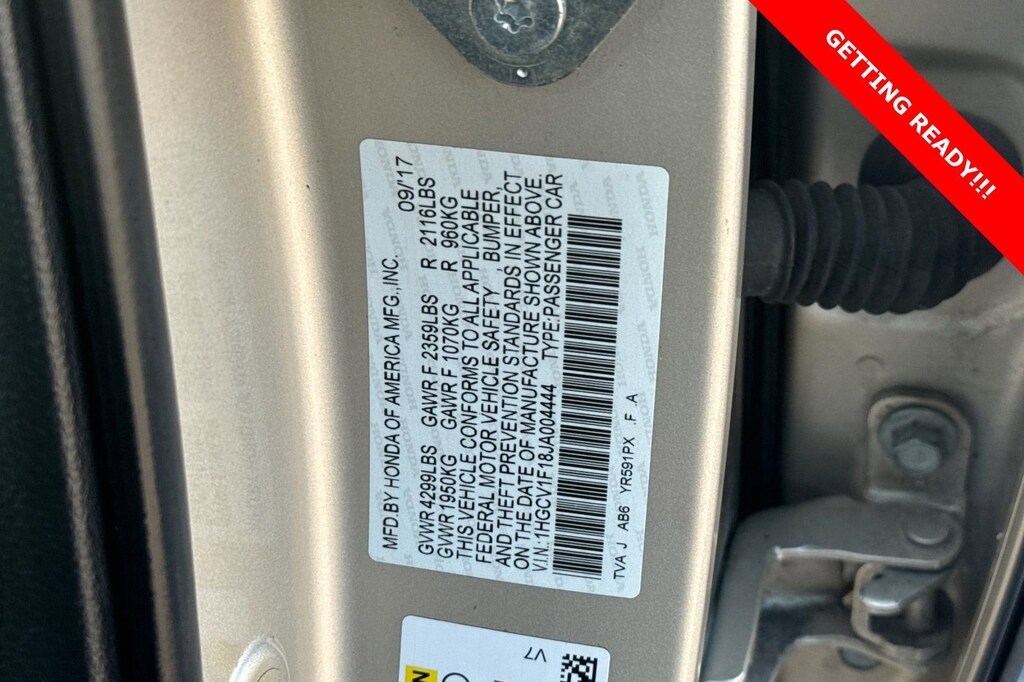 GETTING READY!!!
MFD.BY HONDA OF AMERICA MFG.,INC. 09/'17
GVWR 4299LBS GAWR F 2359LBS R 2116LBS
GVWR 1950KG GAWR F 1070KG R 960KG
THIS VEHICLE CONFORMS TO ALL APPLICABLE
FEDERAL MOTOR VEHICLE SAFETY , BUMPER,
AND THEFT PREVENTION STANDARDS IN EFFECT
ON THE DATE OF MANUFACTURE SHOWN ABOVE.
V.I.N.:1HGCV1F18JA004444 TYPE:PASSENGER CAR
TVA J AB6 YR591PX .F .A
V7